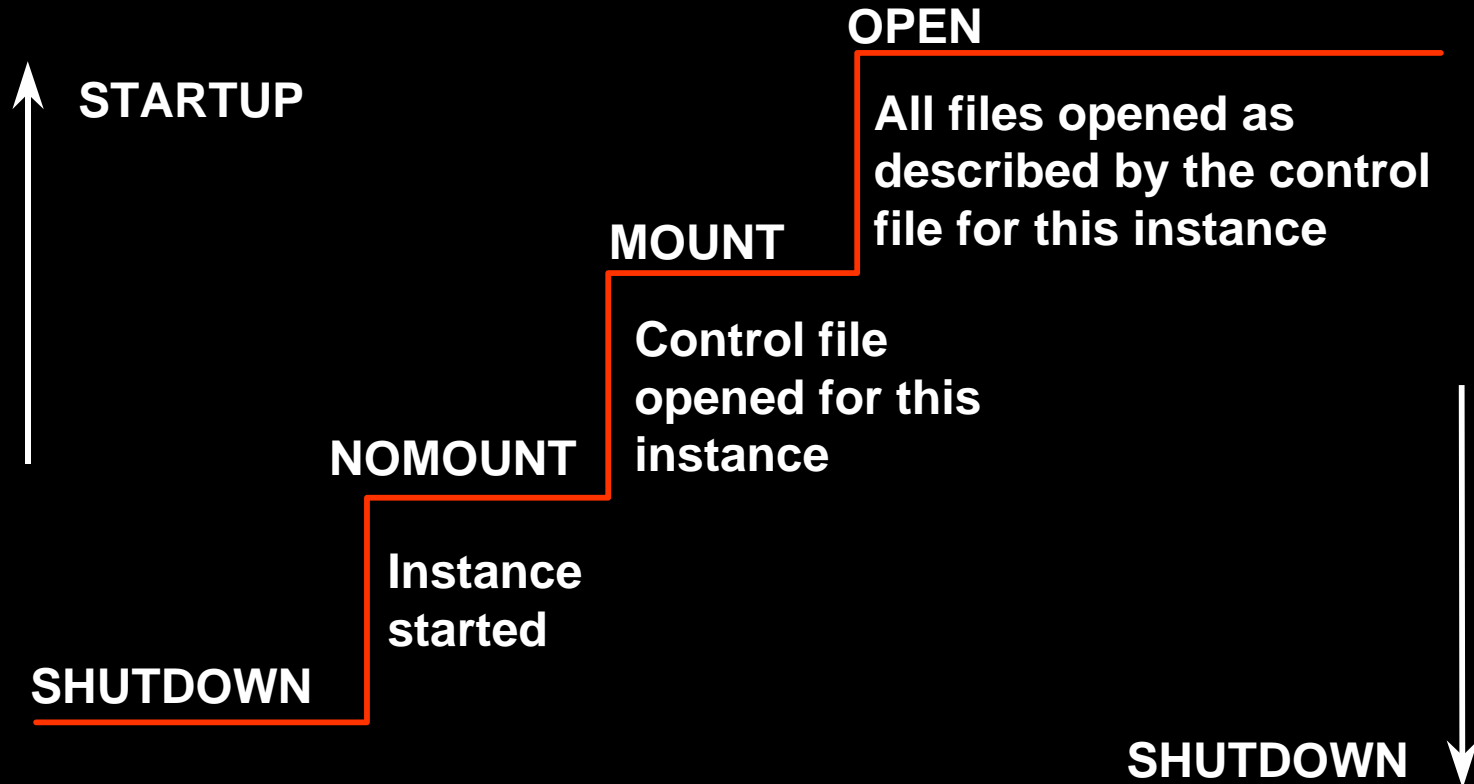 OPEN
STARTUP
All files opened as
described by the control
file for this instance
MOUNT
Control file
opened for this
instance
NOMOUNT
Instance
started
SHUTDOWN
SHUTDOWN